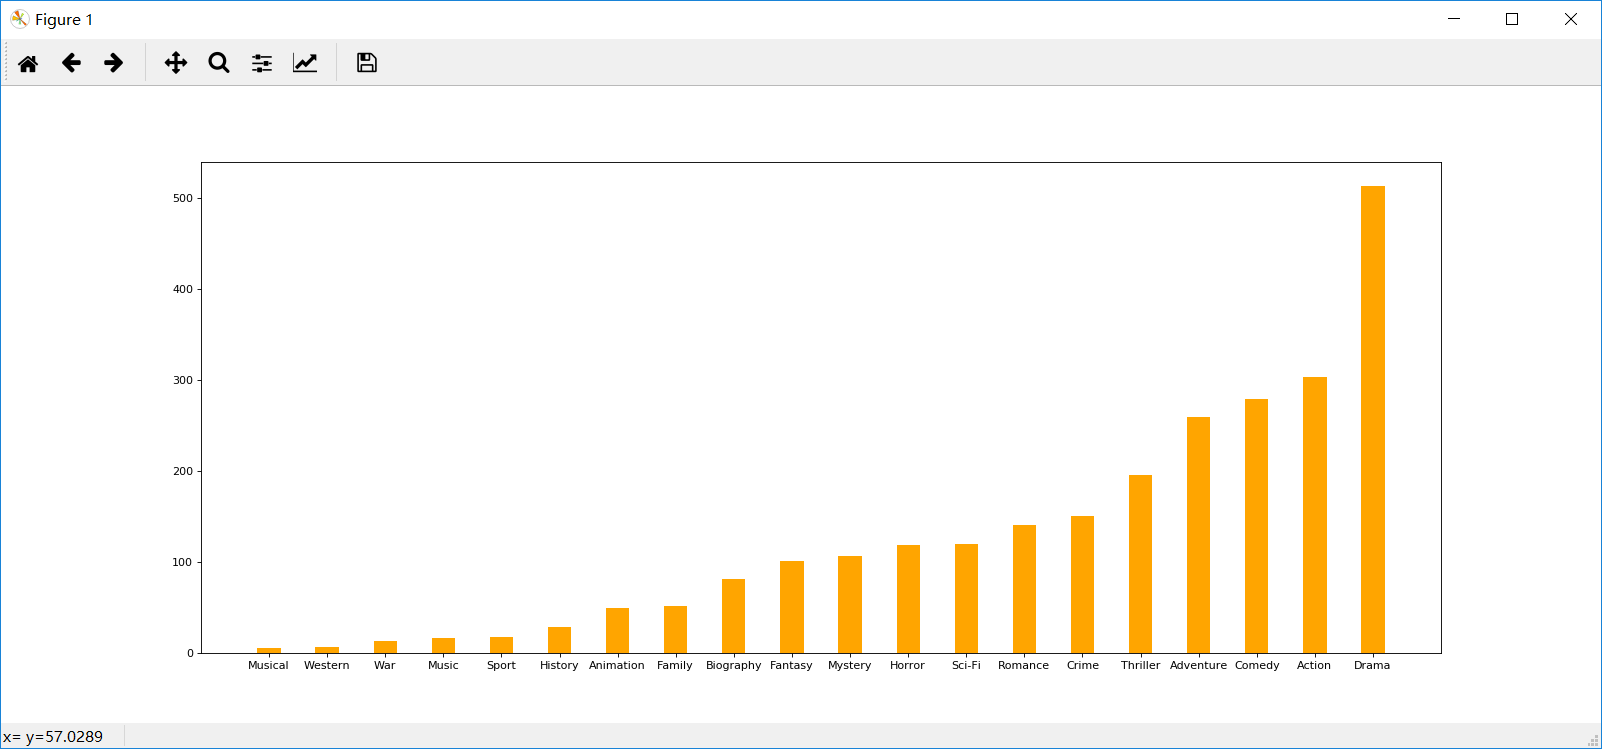 Figure 1
500
400
300
200
100
0
Musical Western War Music Sport History Animation Family Biography Fantasy Mystery Horror Sci-Fi Romance Crime Thriller Adventure Comedy Action Drama
x= y=57.0289